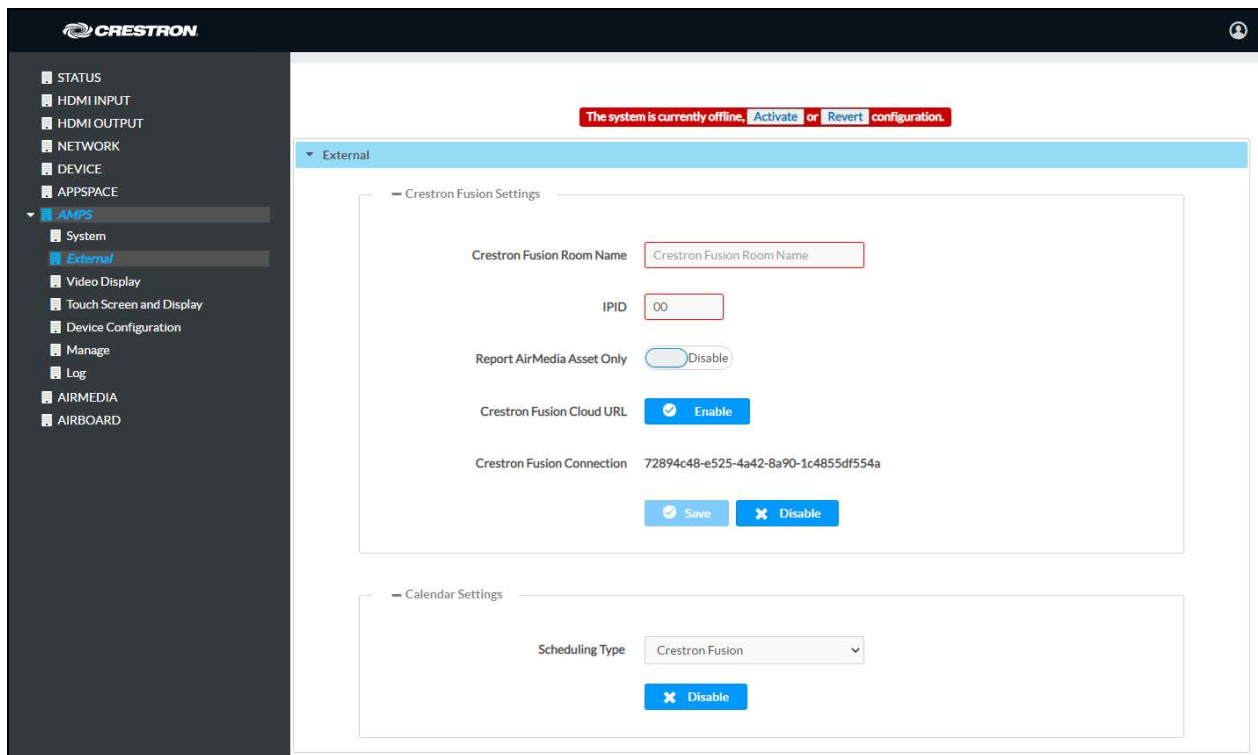 CRESTRON
STATUS
HDMI INPUT
HDMI OUTPUT
NETWORK
DEVICE
APPSPACE
AMPS
System
External
Video Display
Touch Screen and Display
Device Configuration
Manage
Log
AIRMEDIA
AIRBOARD
The system is currently offline, Activate or Revert configuration.
External
Crestron Fusion Settings
Crestron Fusion Room Name Crestron Fusion Room Name
IPID 00
Report AirMedia Asset Only Disable
Crestron Fusion Cloud URL Enable
Crestron Fusion Connection 72894c48-e525-4a42-8a90-1c4855df554a
Save Disable
Calendar Settings
Scheduling Type Crestron Fusion
Disable